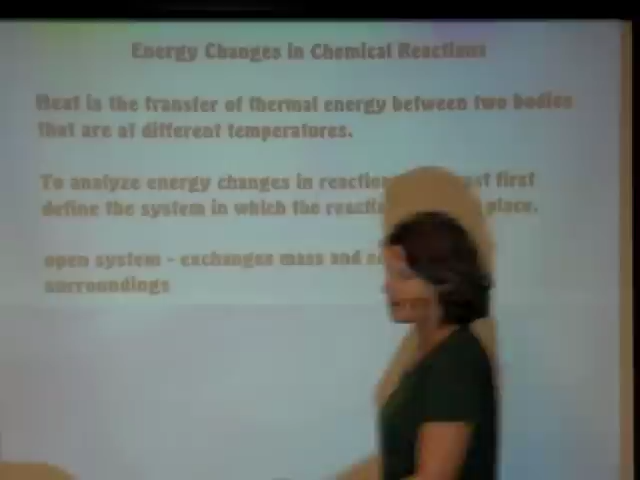 Energy Changes in Chemical Reactions
Heat is the transfer of thermal energy between two bodies
that are at different temperatures.
To analyze energy changes in reaction first
define the system in which the reacti place.
open system - exchanges mass and
surroundings